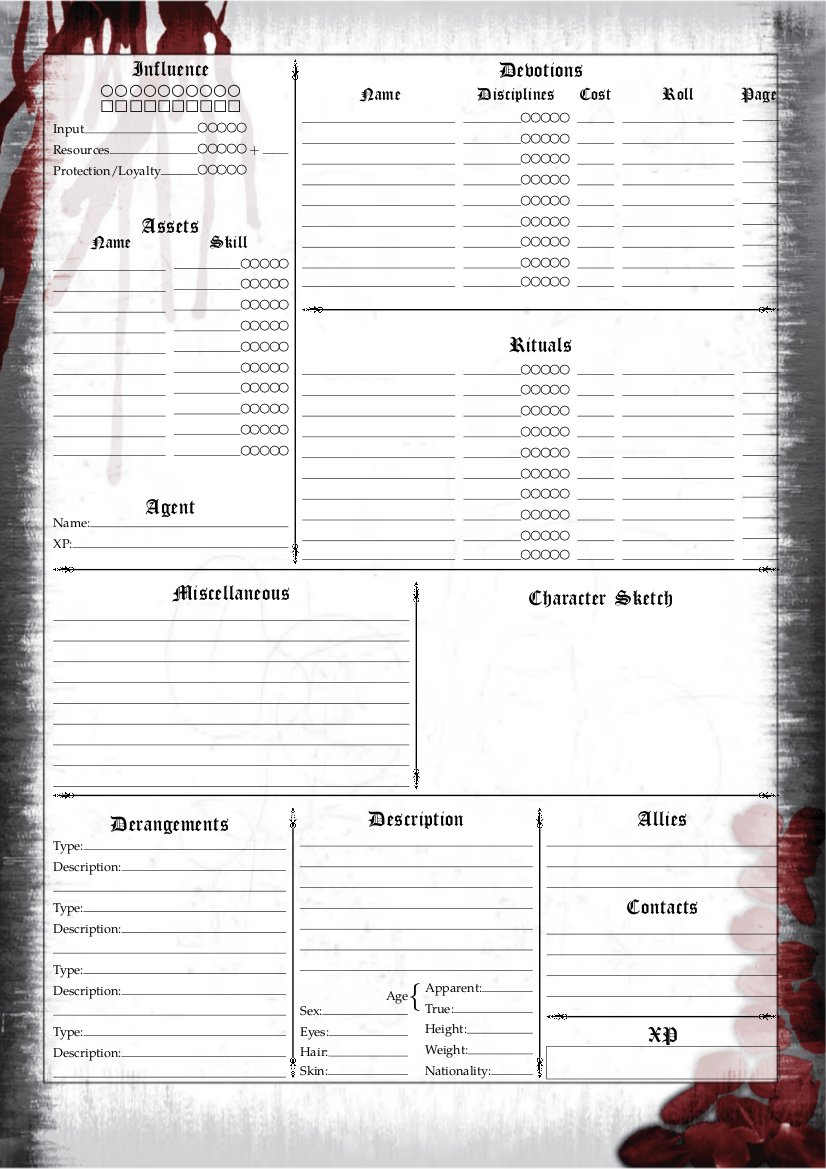 Influence
Input
Resources +
Protection/Loyalty
Assets
Name Skill
Agent
Name:
XP:
Devotions
Name Disciplines Cost Roll Page
Rituals
Miscellaneous
Character Sketch
Derangements
Type:
Description:
Type:
Description:
Type:
Description:
Type:
Description:
Description
Age { Apparent:
Sex: True:
Eyes: Height:
Hair: Weight:
Skin: Nationality:
Allies
Contacts
XP